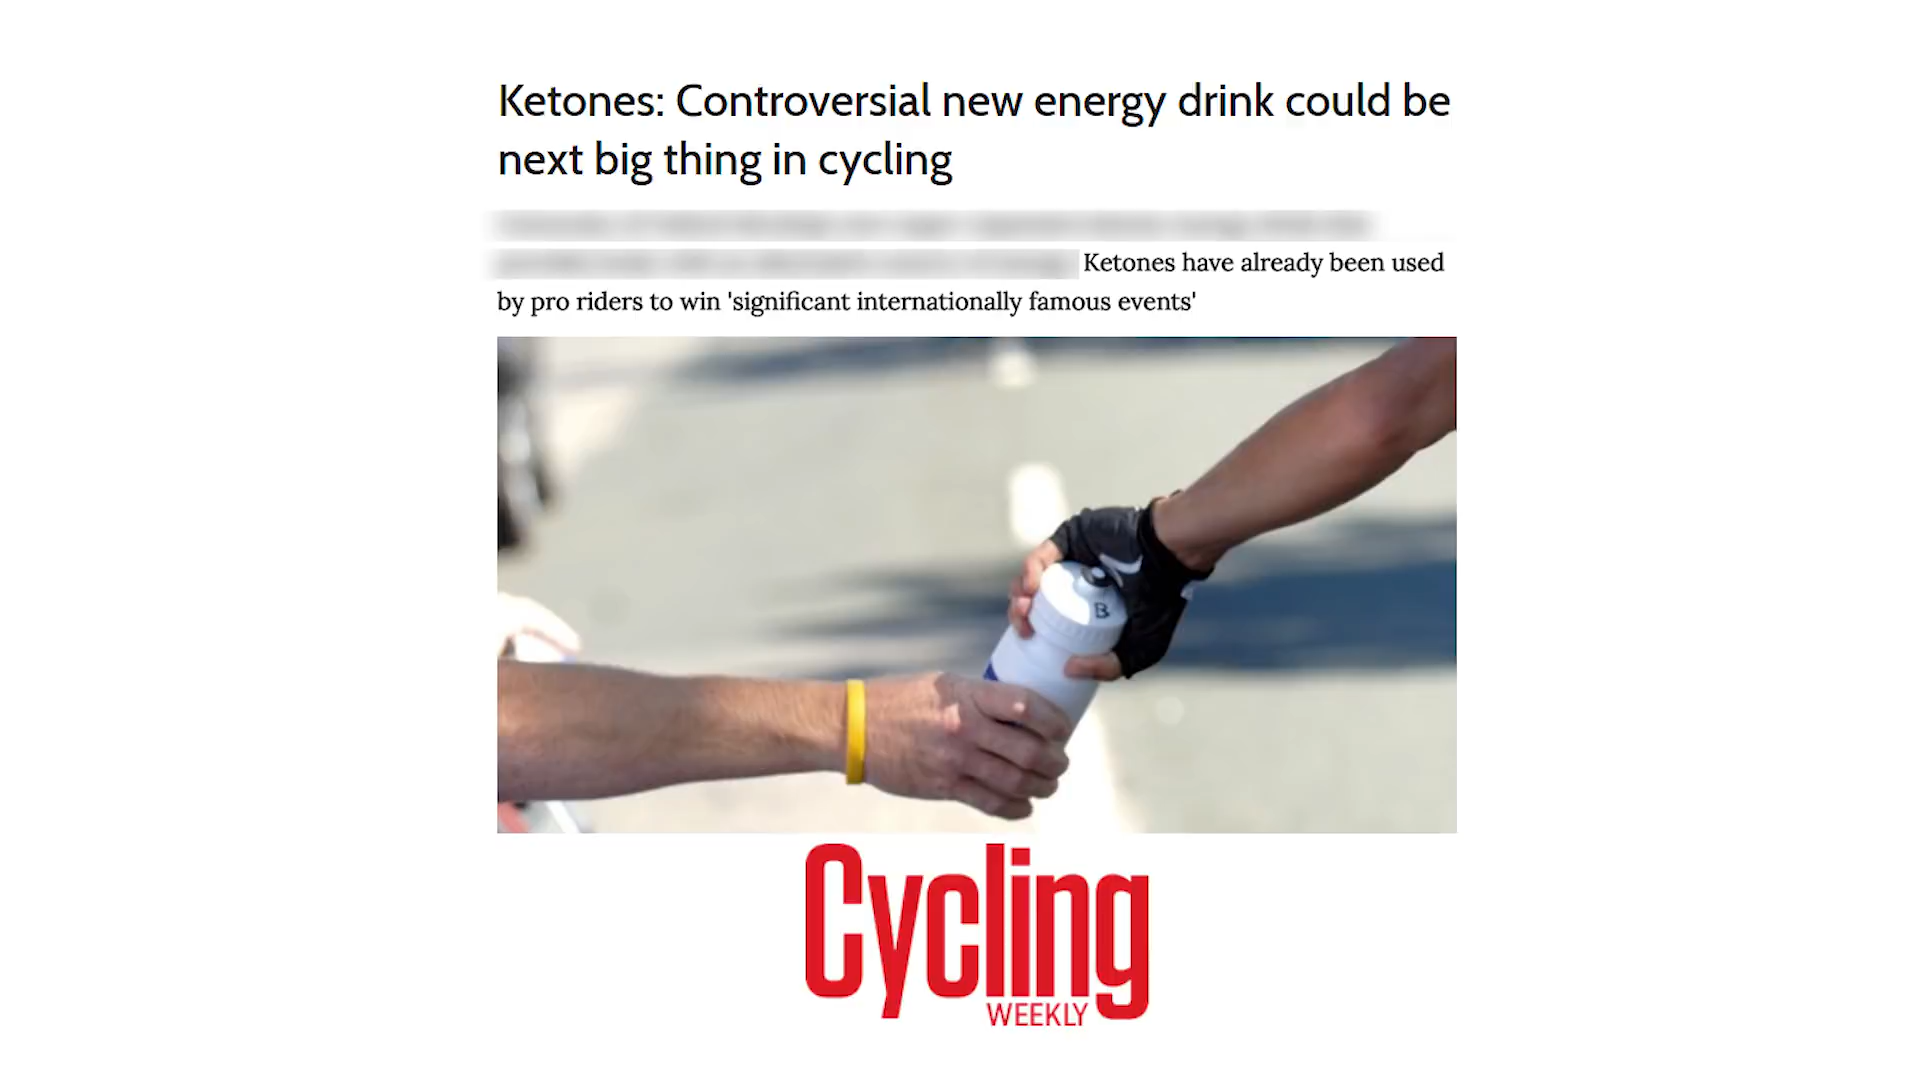 Ketones: Controversial new energy drink could be
next big thing in cycling
Ketones have already been used
by pro riders to win 'significant internationally famous events'
B
Cycling
WEEKLY